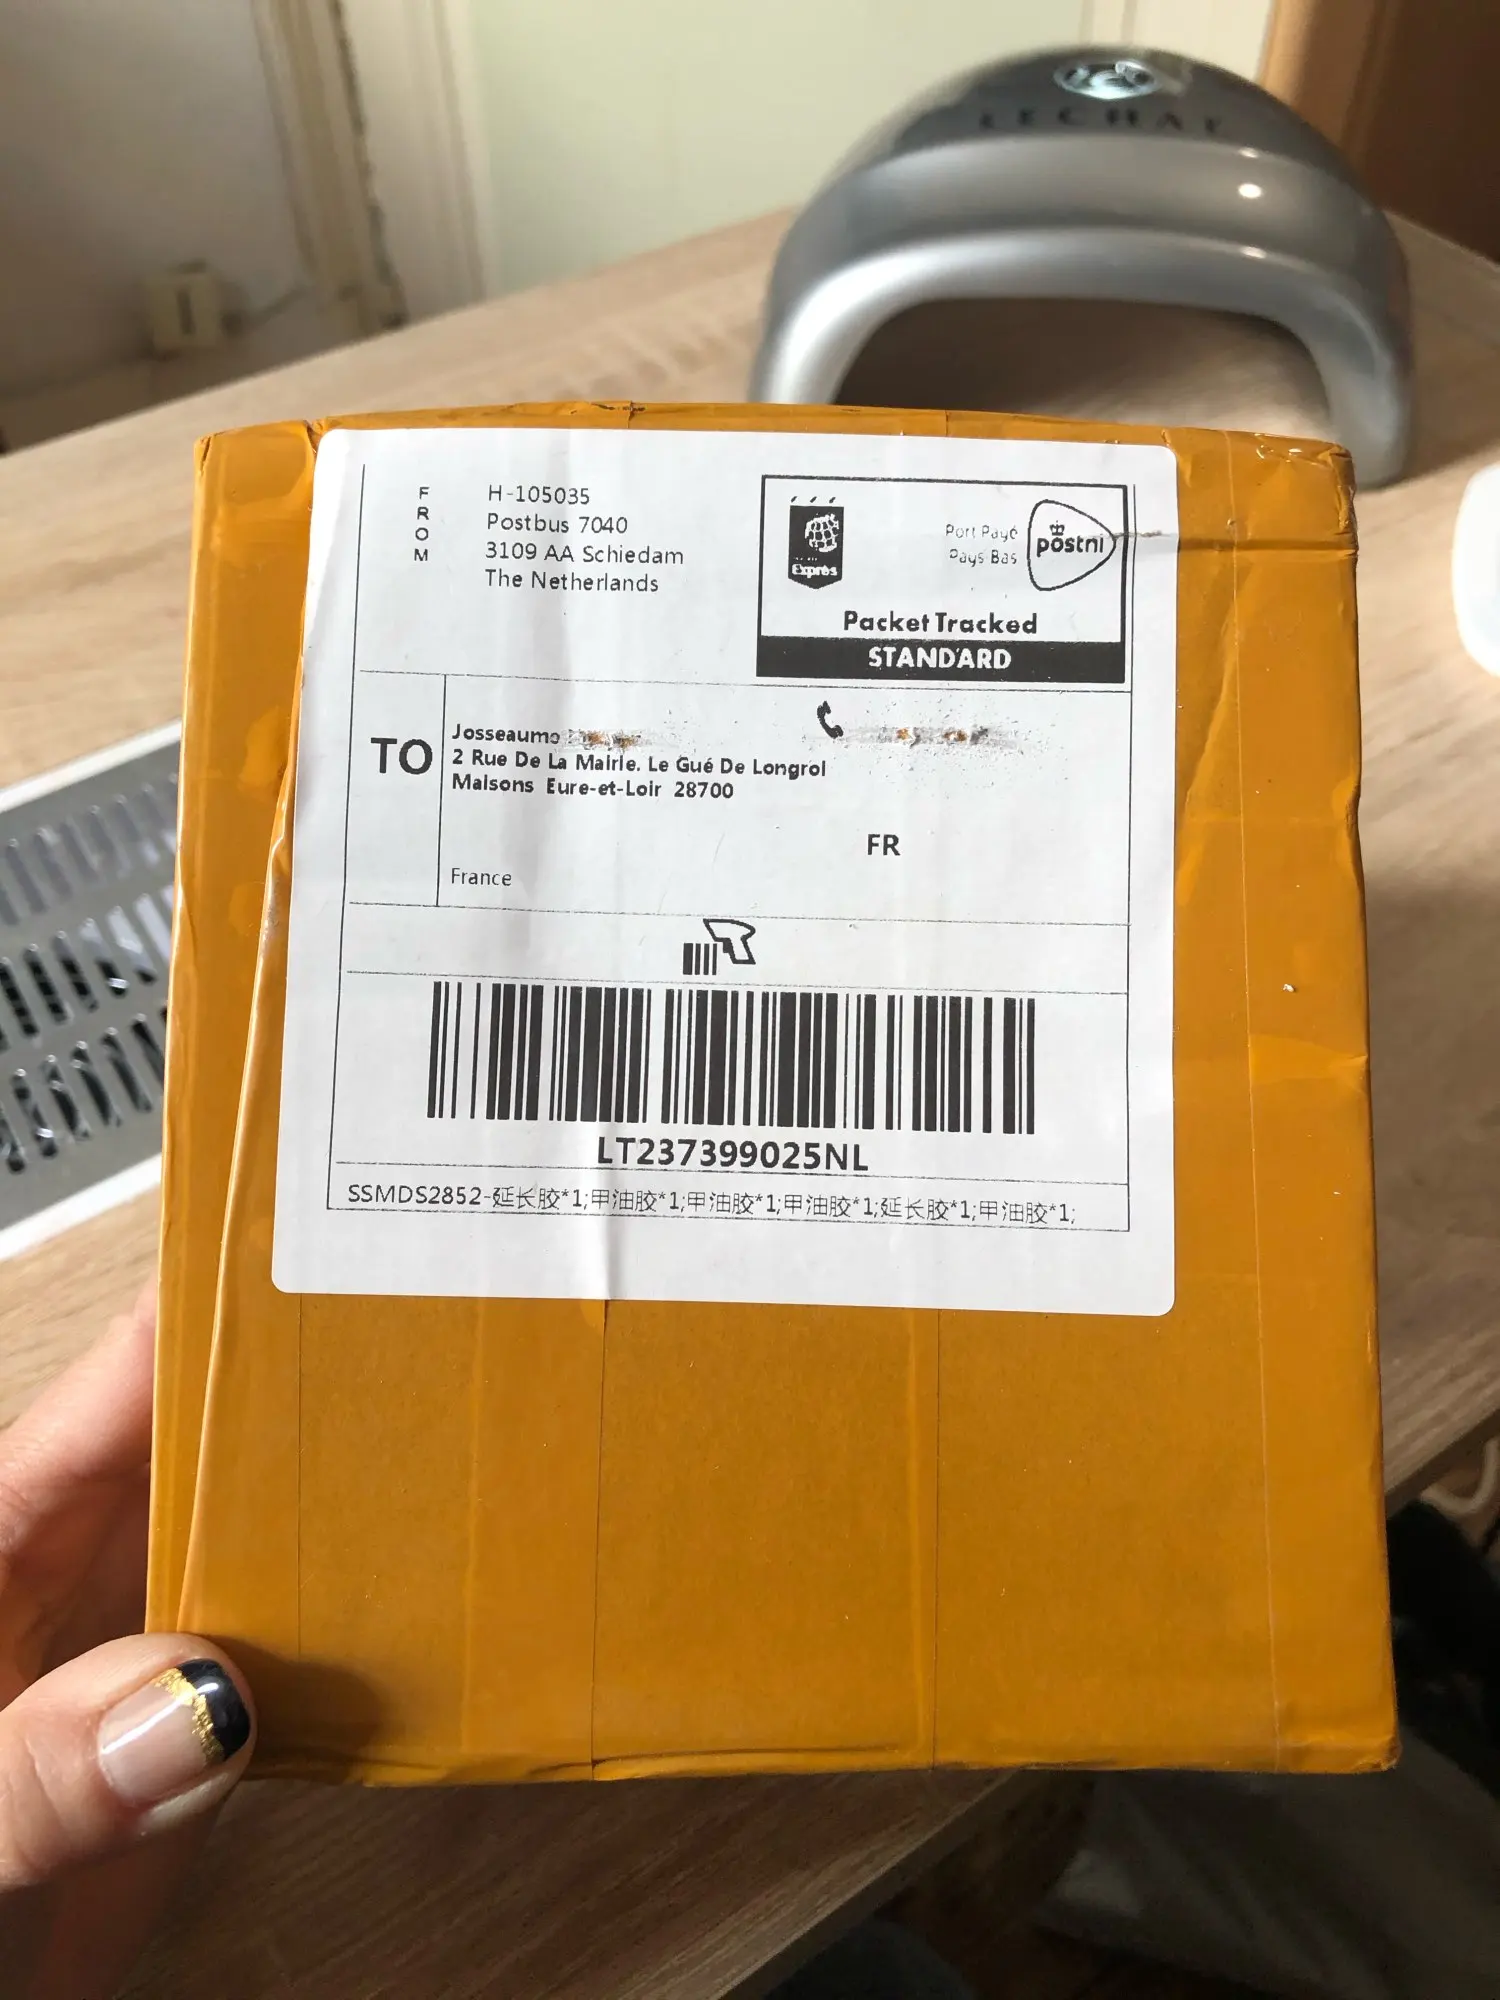 LECHAT
FROM
H-105035
Postbus 7040
3109 AA Schiedam
The Netherlands
Exprès
Port Payé
Pays-Bas
postnl
Packet Tracked
STANDARD
TO
Josseaume
2 Rue De La Mairie. Le Gué De Longroi
Maisons Eure-et-Loir 28700
FR
France
LT237399025NL
SSMDS2852-延长胶*1;甲油胶*1;甲油胶*1;甲油胶*1;延长胶*1;甲油胶*1;